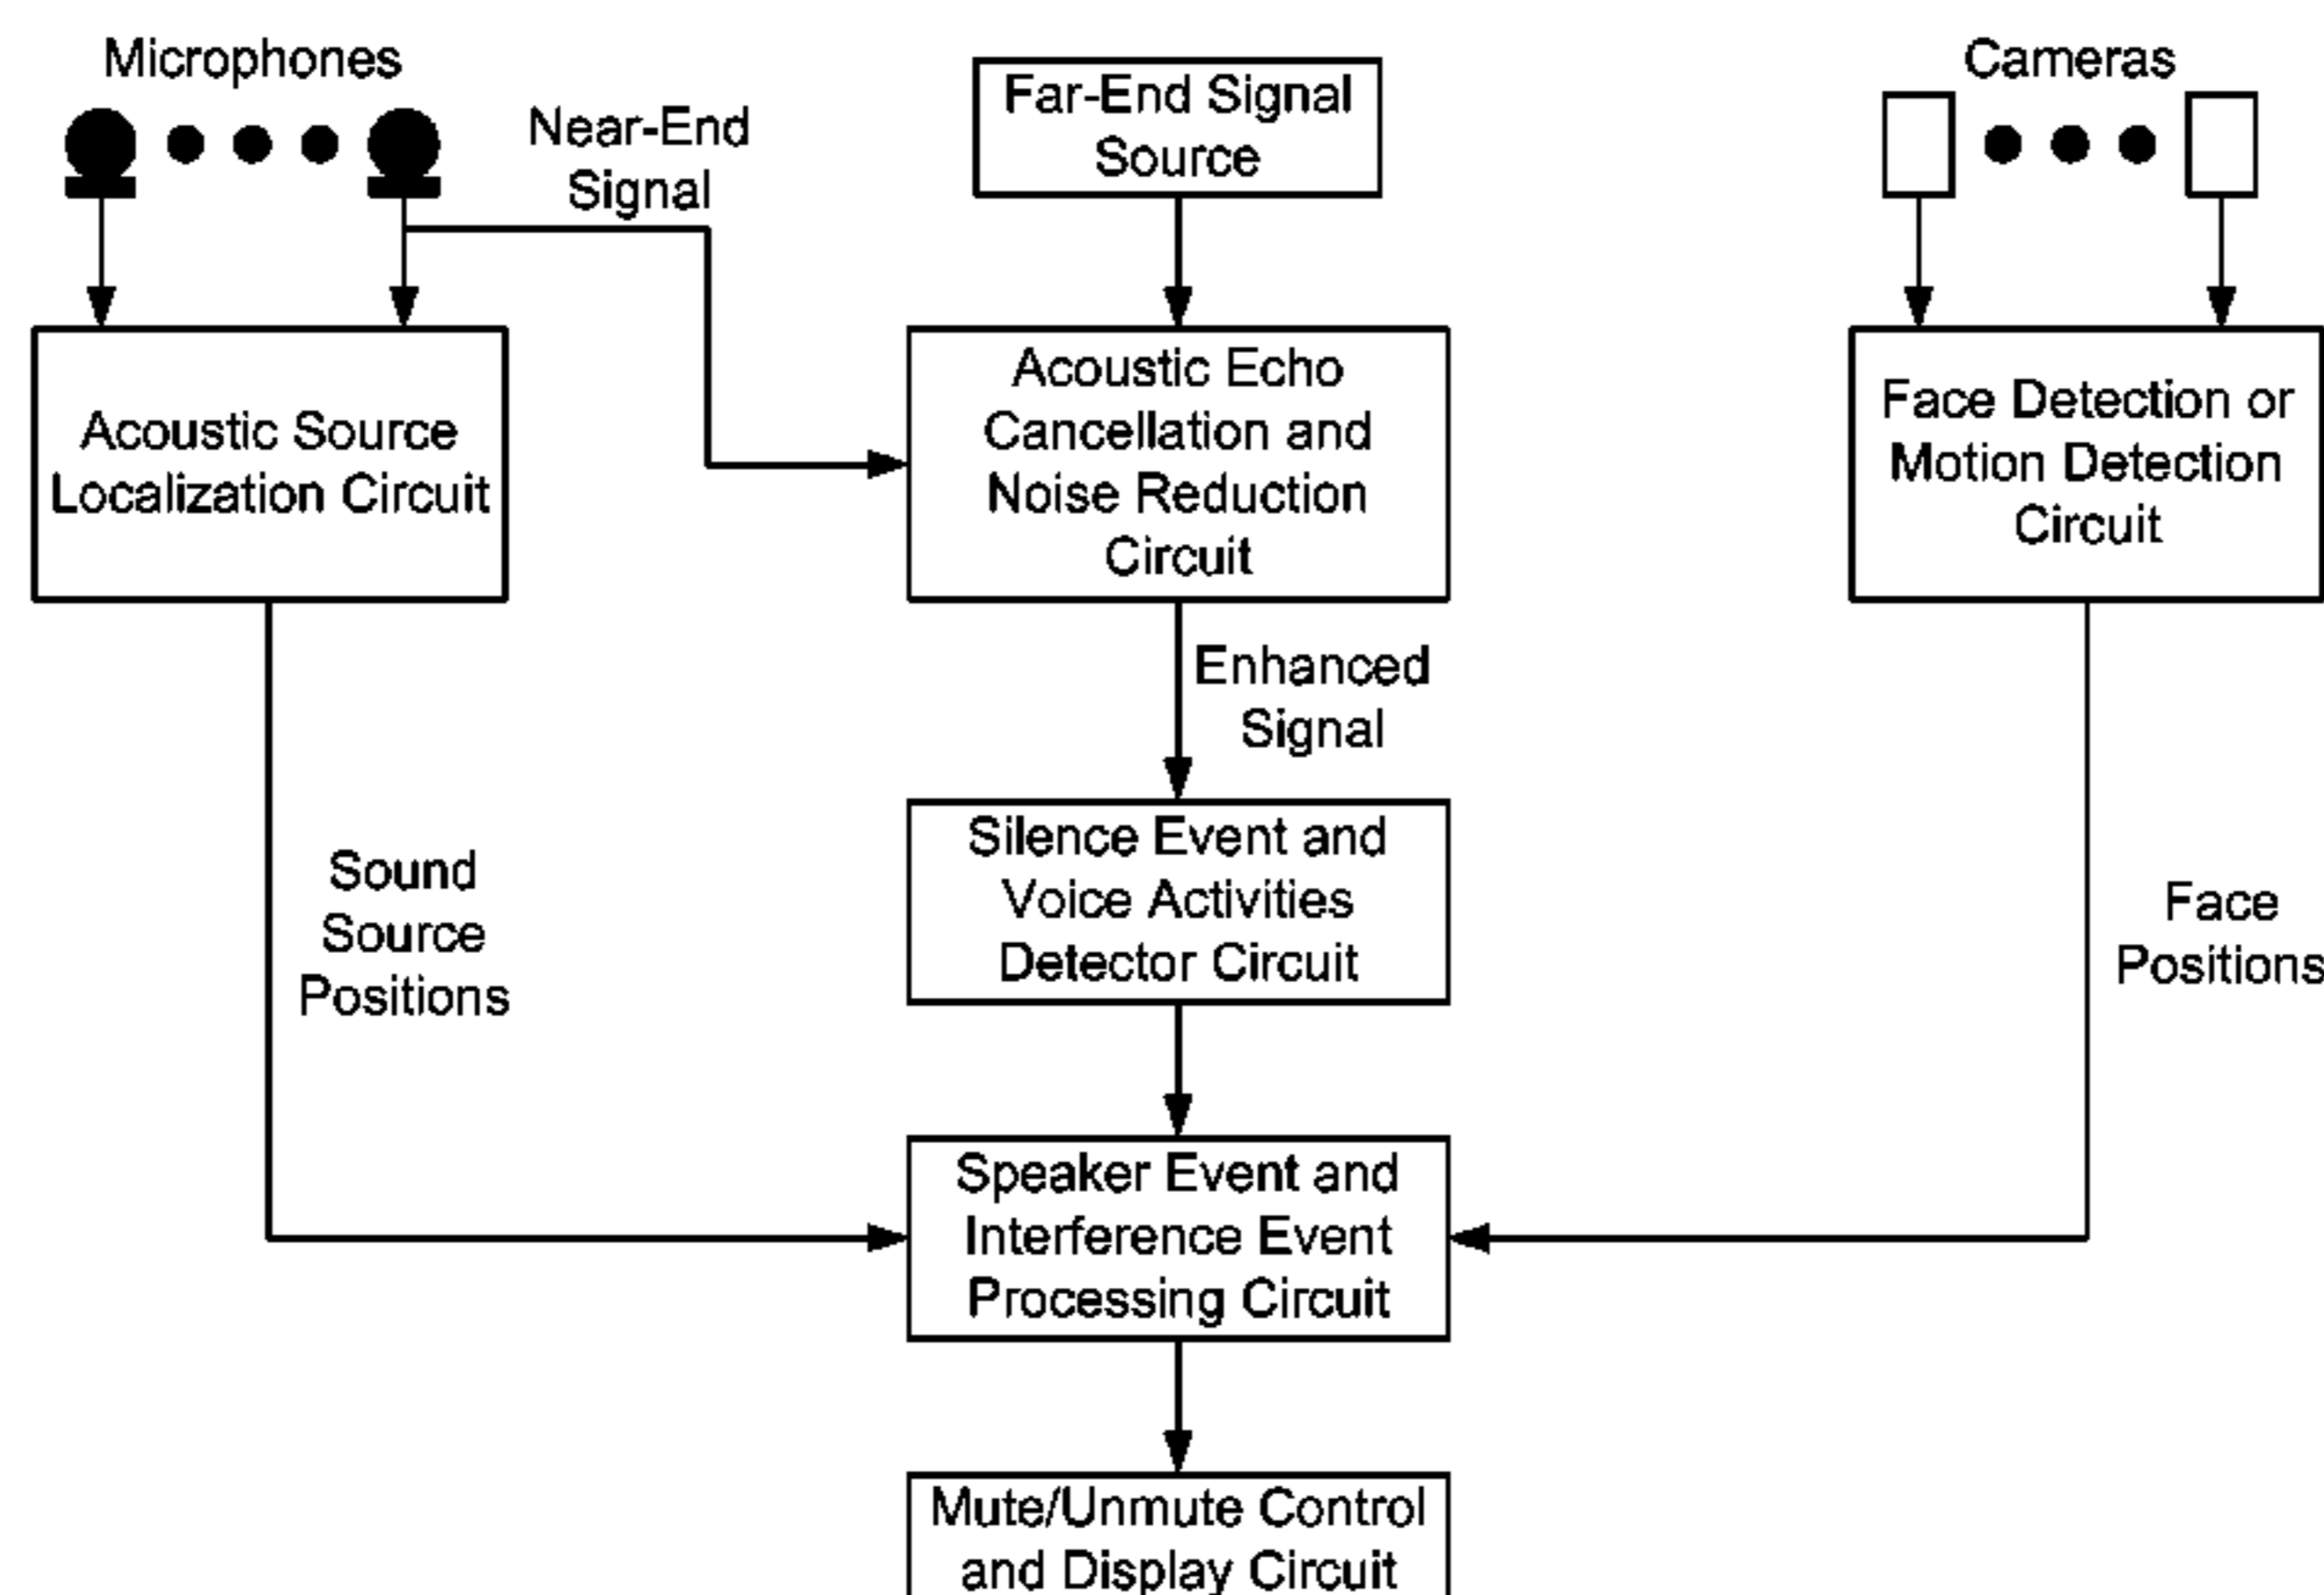 Microphones
Near-End
Signal
Far-End Signal
Source
Cameras
Acoustic Source
Localization Circuit
Acoustic Echo
Cancellation and
Noise Reduction
Circuit
Face Detection or
Motion Detection
Circuit
Enhanced
Signal
Silence Event and
Voice Activities
Detector Circuit
Sound
Source
Positions
Face
Positions
Speaker Event and
Interference Event
Processing Circuit
Mute/Unmute Control
and Display Circuit